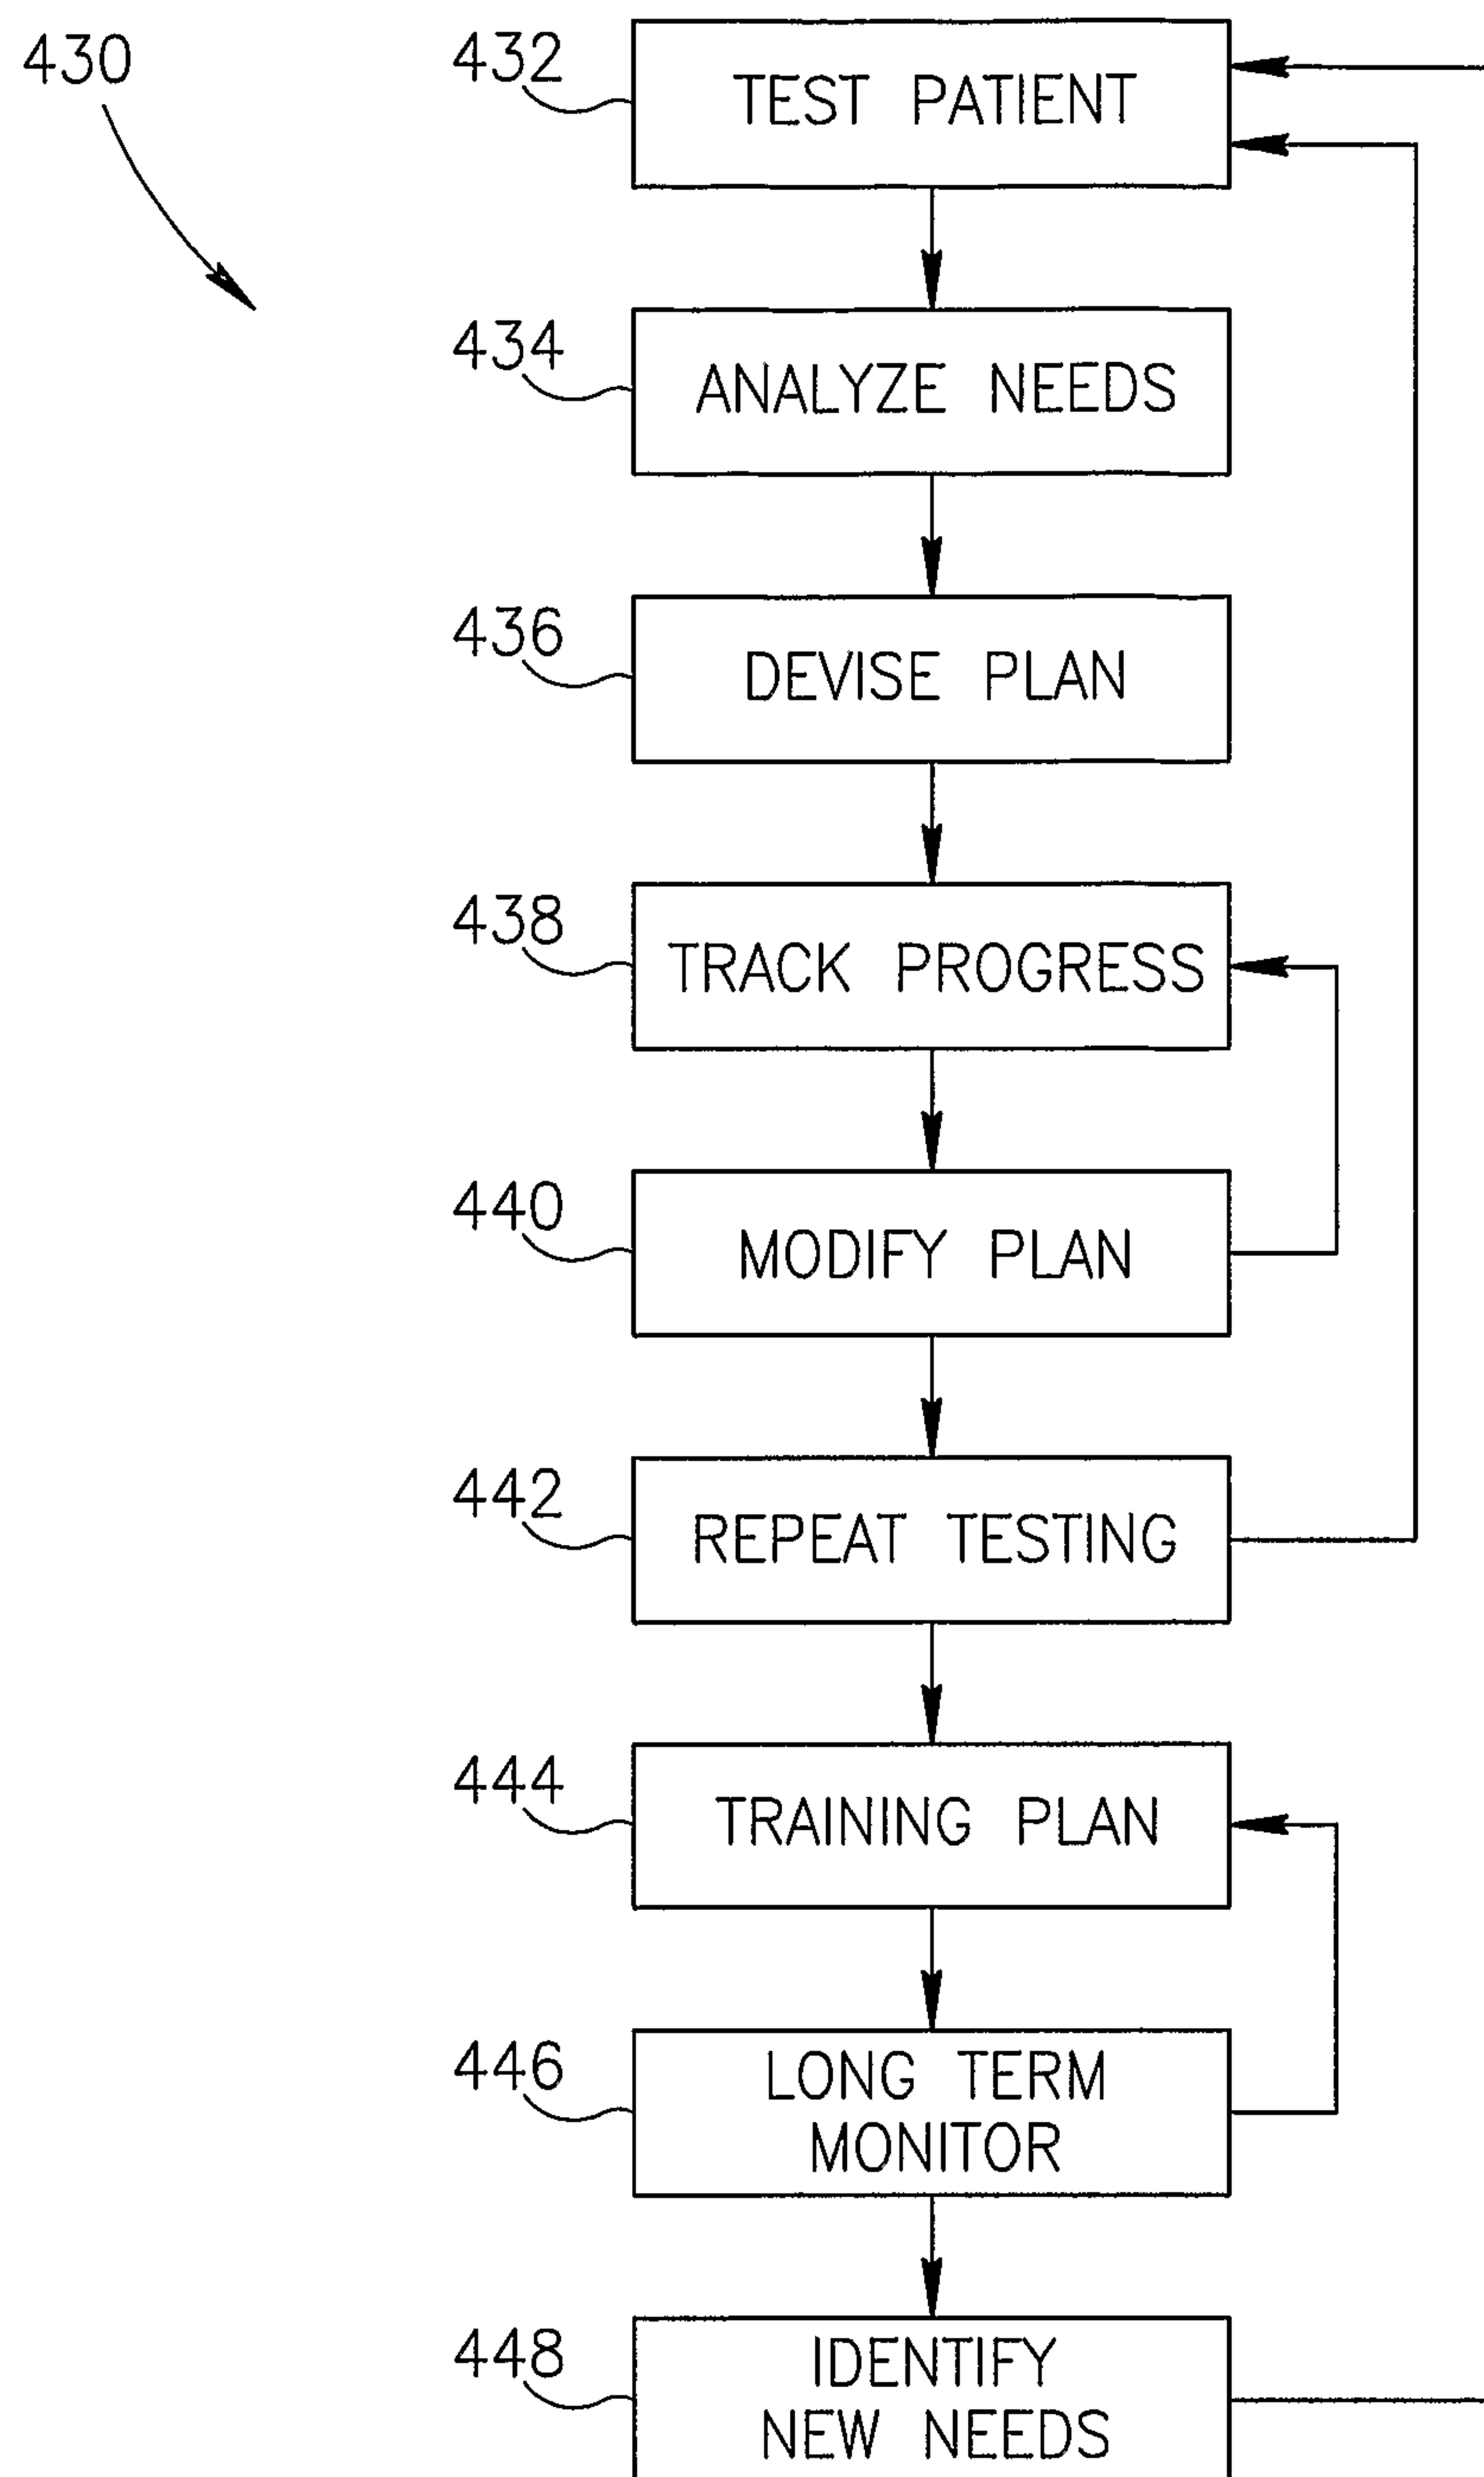 430
432
TEST PATIENT
434
ANALYZE NEEDS
436
DEVISE PLAN
438
TRACK PROGRESS
440
MODIFY PLAN
442
REPEAT TESTING
444
TRAINING PLAN
446
LONG TERM
MONITOR
448
IDENTIFY
NEW NEEDS